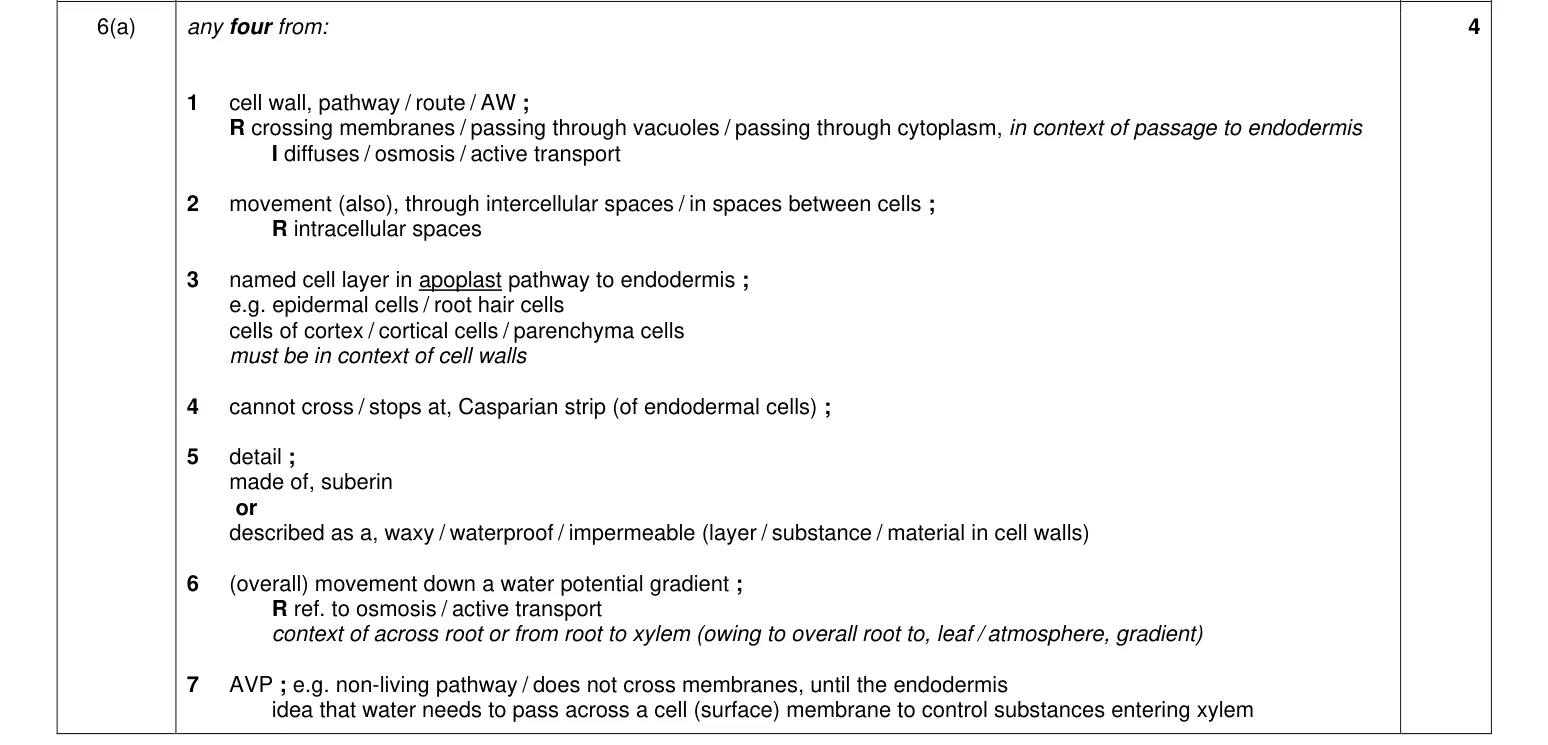 6(a) any four from: 4
1 cell wall, pathway / route / AW ;
R crossing membranes / passing through vacuoles / passing through cytoplasm, in context of passage to endodermis
I diffuses / osmosis / active transport
2 movement (also), through intercellular spaces / in spaces between cells ;
R intracellular spaces
3 named cell layer in apoplast pathway to endodermis ;
e.g. epidermal cells / root hair cells
cells of cortex / cortical cells / parenchyma cells
must be in context of cell walls
4 cannot cross / stops at, Casparian strip (of endodermal cells) ;
5 detail ;
made of, suberin
or
described as a, waxy / waterproof / impermeable (layer / substance / material in cell walls)
6 (overall) movement down a water potential gradient ;
R ref. to osmosis / active transport
context of across root or from root to xylem (owing to overall root to, leaf / atmosphere, gradient)
7 AVP ; e.g. non-living pathway / does not cross membranes, until the endodermis
idea that water needs to pass across a cell (surface) membrane to control substances entering xylem